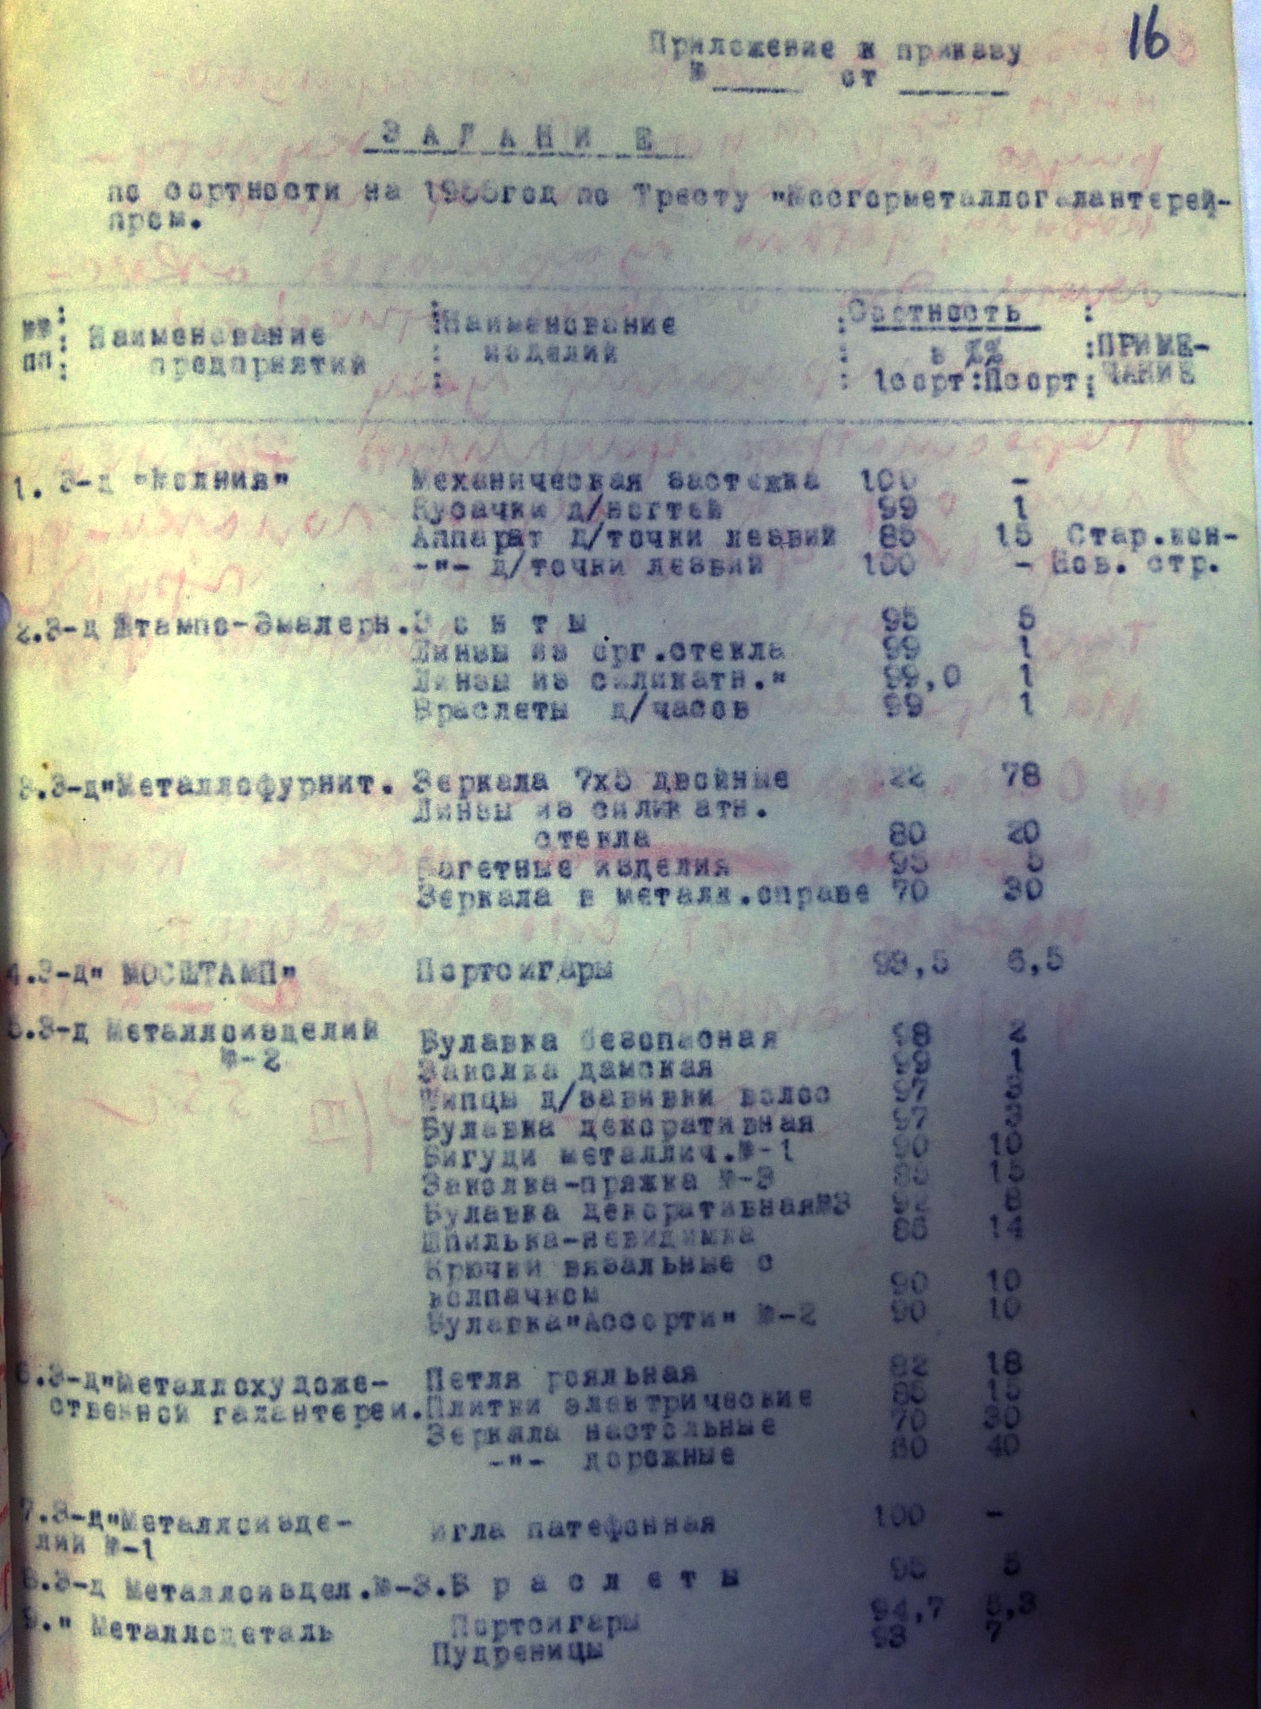 16
Приложение к приказу
№ _____ от ______
З А Д А Н И Е
по сортности на 1955год по Тресту "Мосгорметаллогалантерей-
пром.
№№ : Наименование : Наименование : Сортность :
пп : предприятий : изделий : в %% :ПРИМЕ-
: 1сорт:Псорт: ЧАНИЕ
1. З-д "Молния" Механическая застежка 100 -
Кусачки д/ногтей 99 1
Аппарат д/точки лезвий 85 15 Стар.кон-
-"- д/точки лезвий 100 - Нов. стр.
2.З-д Штампо-Эмалерн. З о н т ы 95 5
Линзы из орг.стекла 99 1
Линзы из силикатн." 99,0 1
Браслеты д/часов 99 1
3.З-д"Металлофурнит. Зеркала 7х5 двойные 22 78
Линзы из силикатн.
стекла 80 20
Багетные изделия 95 5
Зеркала в металл.оправе 70 30
4.З-д" МОСШТАМП" Портсигары 93,5 6,5
5.З-д Металлоизделий Булавка безопасная 98 2
№-2 Заколка дамская 99 1
Щипцы д/завивки волос 97 3
Булавка декоративная 97 3
Бигуди металлич.№-1 90 10
Заколка-пряжка №-3 85 15
Булавка декоративная№3 92 8
Шпилька-невидимка 86 14
Крючки вязальные с
колпачком 90 10
Булавка"Ассорти" №-2 90 10
6.З-д"Металлохудоже- Петля рояльная 82 18
ственной галантереи. Плитки электрические 85 15
Зеркала настольные 70 30
-"- дорожные 60 40
7.З-д"Металлоизде- игла патефонная 100 -
лий №-1
8.З-д Металлоиздел.№-3. Б р а с л е т ы 95 5
9." Металлодеталь Портсигары 94,7 5,3
Пудреницы 93 7